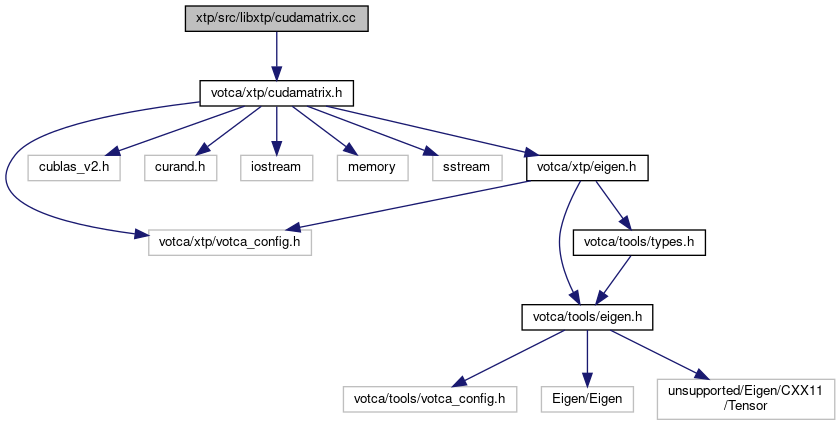 xtp/src/libxtp/cudamatrix.cc
votca/xtp/cudamatrix.h
cublas_v2.h
curand.h
iostream
memory
sstream
votca/xtp/eigen.h
votca/xtp/votca_config.h
votca/tools/types.h
votca/tools/eigen.h
votca/tools/votca_config.h
Eigen/Eigen
unsupported/Eigen/CXX11
/Tensor